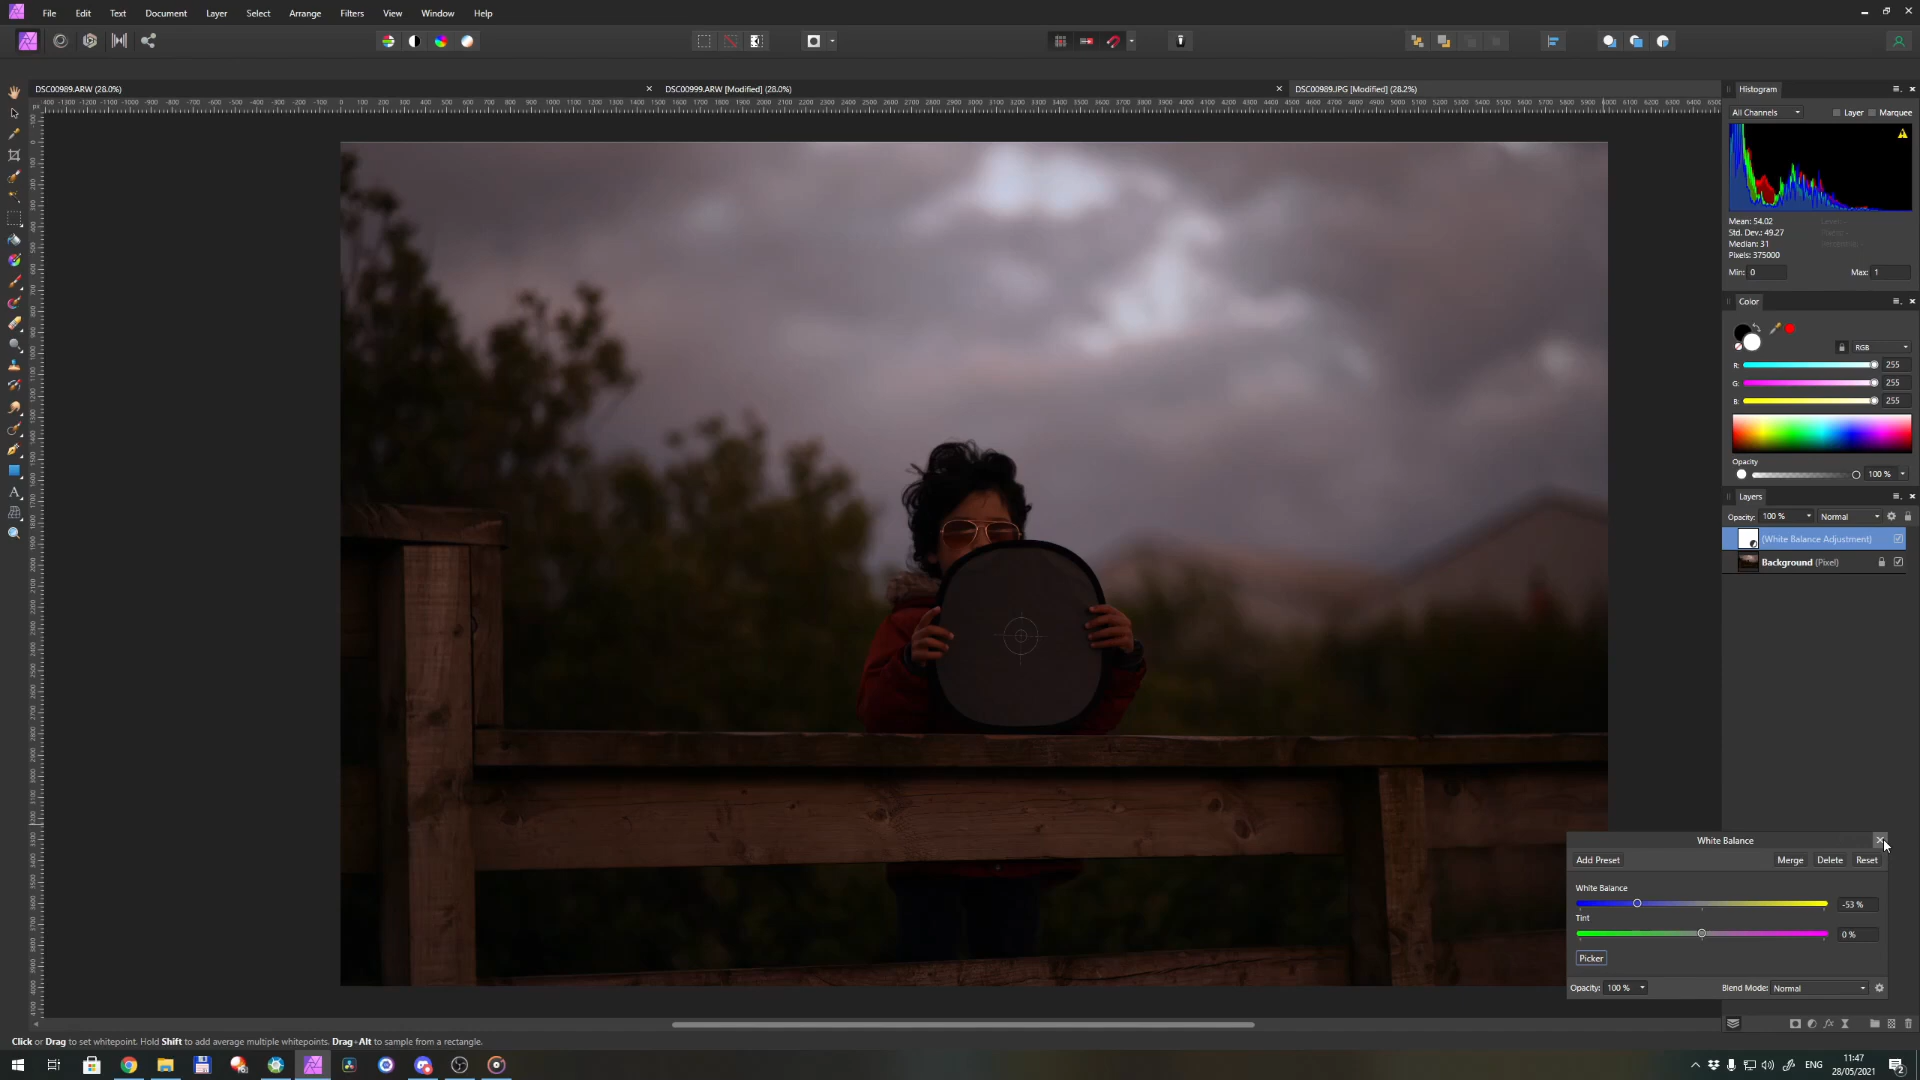 File Edit Text Document Layer Select Arrange Filters View Window Help
DSC00989.ARW (28.0%)
DSC00999.ARW [Modified] (28.0%)
DSC00989.JPG [Modified] (28.2%)
Histogram
All Channels
Layer
Marquee
Mean: 54.02
Std. Dev.: 49.27
Median: 31
Pixels: 375000
Min: 0
Max: 1
Color
RGB
R: 255
G: 255
B: 255
Opacity
100 %
Layers
Opacity: 100 % Normal
(White Balance Adjustment)
Background (Pixel)
White Balance
Add Preset Merge Delete Reset
White Balance
-53 %
Tint
0 %
Picker
Opacity: 100 % Blend Mode: Normal
Click or Drag to set whitepoint. Hold Shift to add average multiple whitepoints. Drag+Alt to sample from a rectangle.
ENG
11:47
28/05/2021